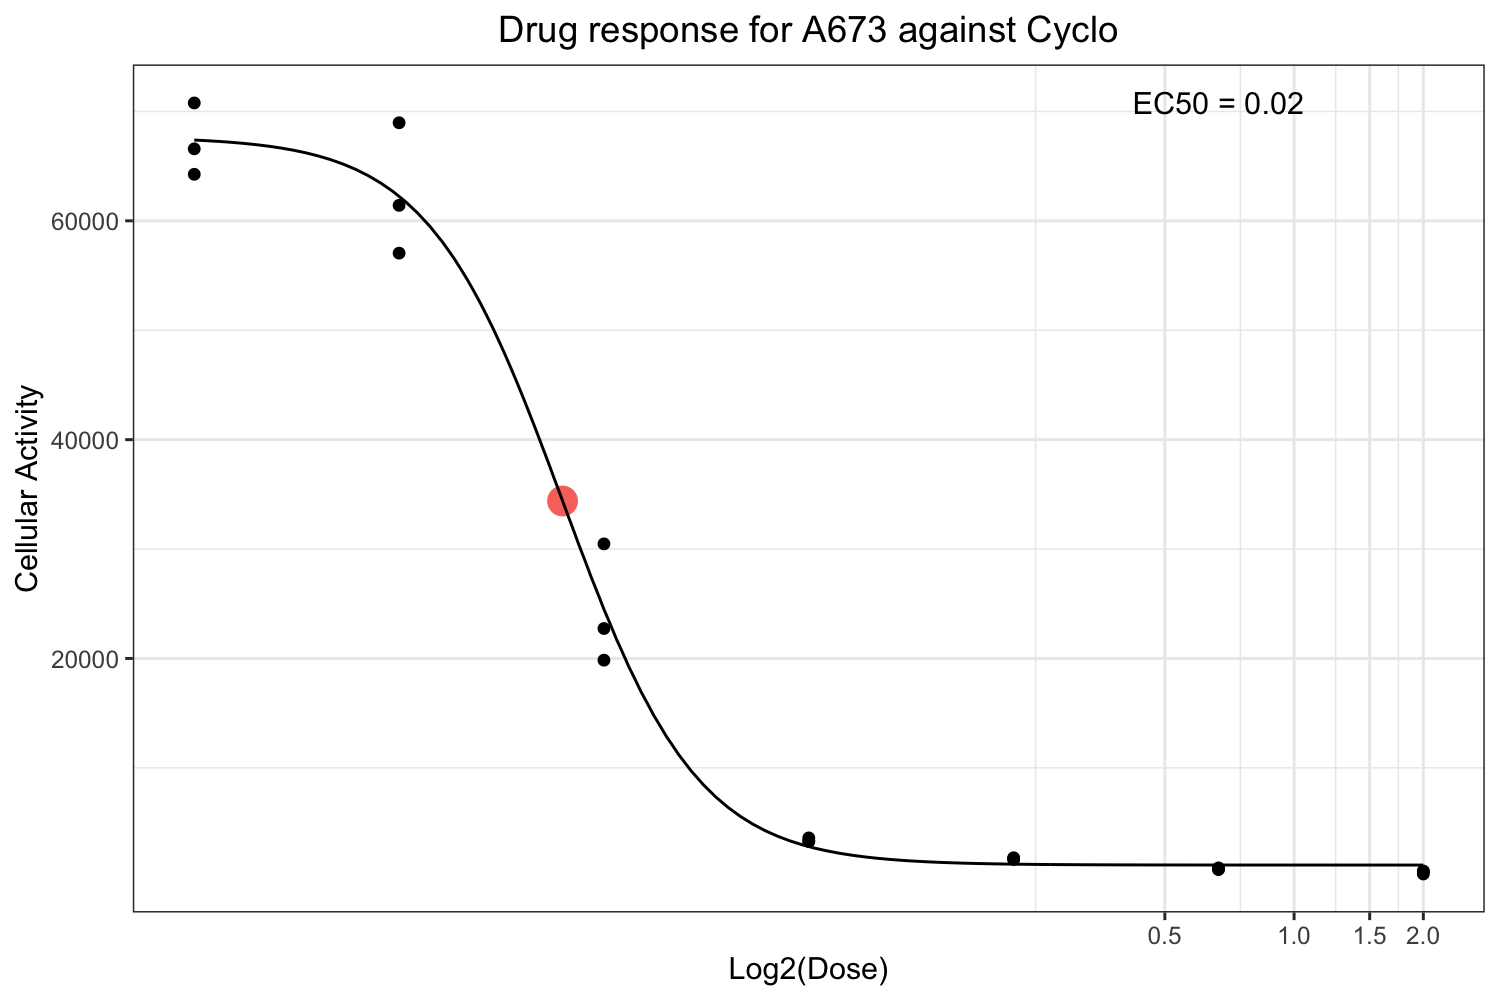 Drug response for A673 against Cyclo
EC50 = 0.02
Cellular Activity
60000
40000
20000
0.5 1.0 1.5 2.0
Log2(Dose)